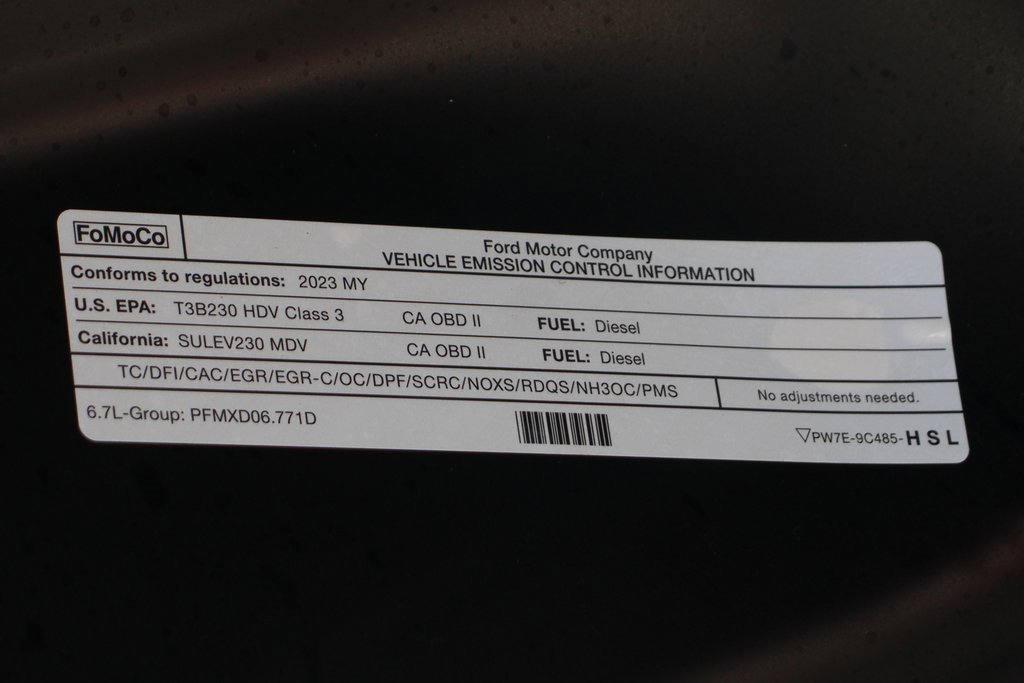 FoMoCo
Ford Motor Company
VEHICLE EMISSION CONTROL INFORMATION
Conforms to regulations: 2023 MY
U.S. EPA: T3B230 HDV Class 3 CA OBD II FUEL: Diesel
California: SULEV230 MDV CA OBD II FUEL: Diesel
TC/DFI/CAC/EGR/EGR-C/OC/DPF/SCRC/NOXS/RDQS/NH3OC/PMS No adjustments needed.
6.7L-Group: PFMXD06.771D ▽PW7E-9C485-HSL